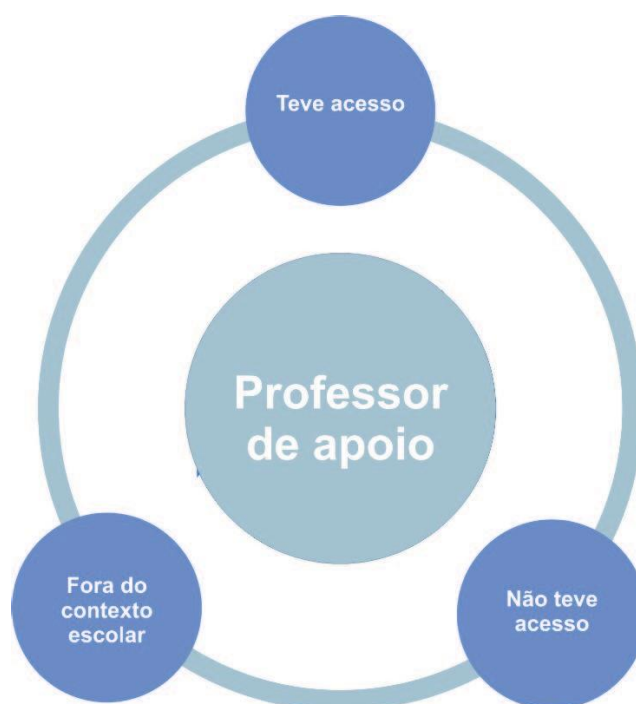 Teve acesso
Professor
de apoio
Fora do
contexto
escolar
Não teve
acesso